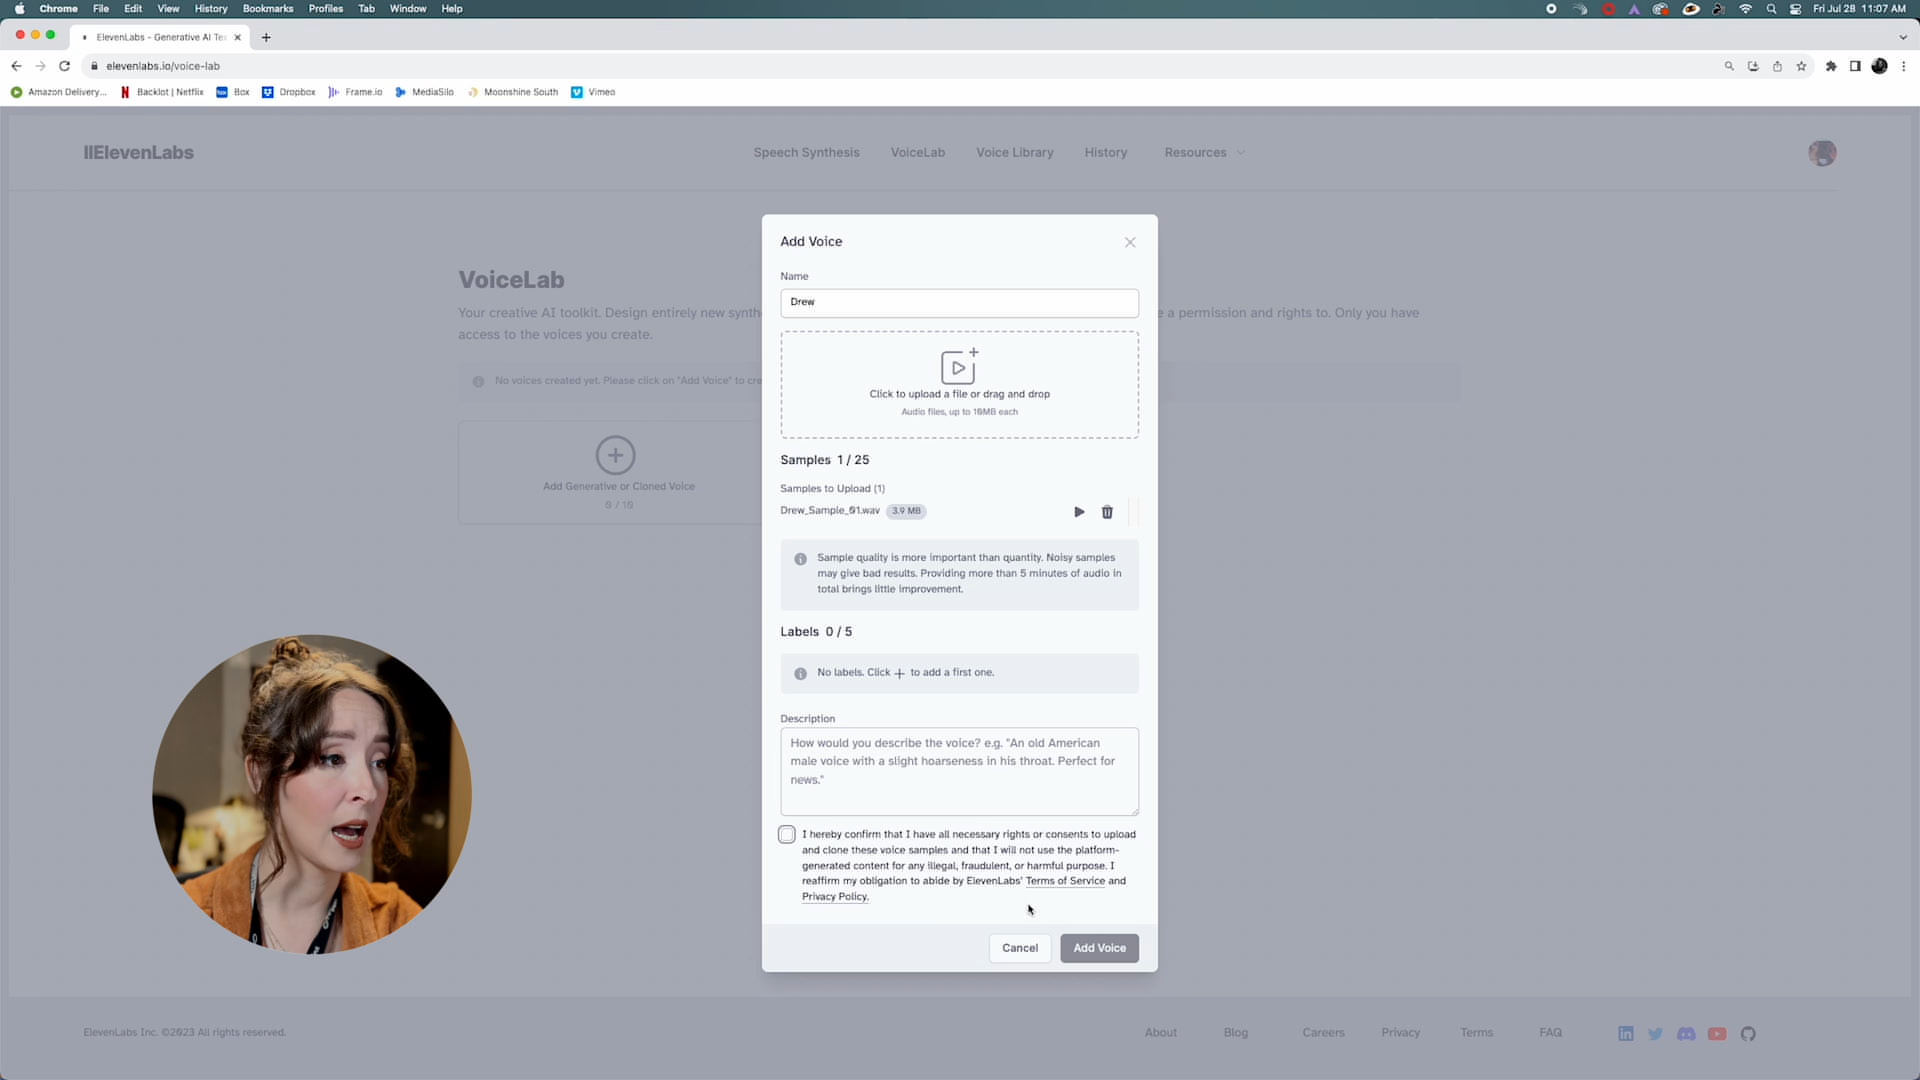 Chrome File Edit View History Bookmarks Profiles Tab Window Help Fri Jul 28 11:07 AM
ElevenLabs - Generative AI Te
elevenlabs.io/voice-lab
Amazon Delivery... Backlot | Netflix Box Dropbox Frame.io MediaSilo Moonshine South Vimeo
IIElevenLabs Speech Synthesis VoiceLab Voice Library History Resources
Add Voice
Name
Drew
Click to upload a file or drag and drop
Audio files, up to 10MB each
Samples 1 / 25
Samples to Upload (1)
Drew_Sample_01.wav 3.9 MB
Sample quality is more important than quantity. Noisy samples
may give bad results. Providing more than 5 minutes of audio in
total brings little improvement.
Labels 0 / 5
No labels. Click + to add a first one.
Description
How would you describe the voice? e.g. "An old American
male voice with a slight hoarseness in his throat. Perfect for
news."
I hereby confirm that I have all necessary rights or consents to upload
and clone these voice samples and that I will not use the platform-
generated content for any illegal, fraudulent, or harmful purpose. I
reaffirm my obligation to abide by ElevenLabs' Terms of Service and
Privacy Policy.
Cancel Add Voice
VoiceLab
Your creative AI toolkit. Design entirely new synth e a permission and rights to. Only you have
access to the voices you create.
No voices created yet. Please click on "Add Voice" to cre
Add Generative or Cloned Voice
0 / 10
ElevenLabs Inc. ©2023 All rights reserved. About Blog Careers Privacy Terms FAQ